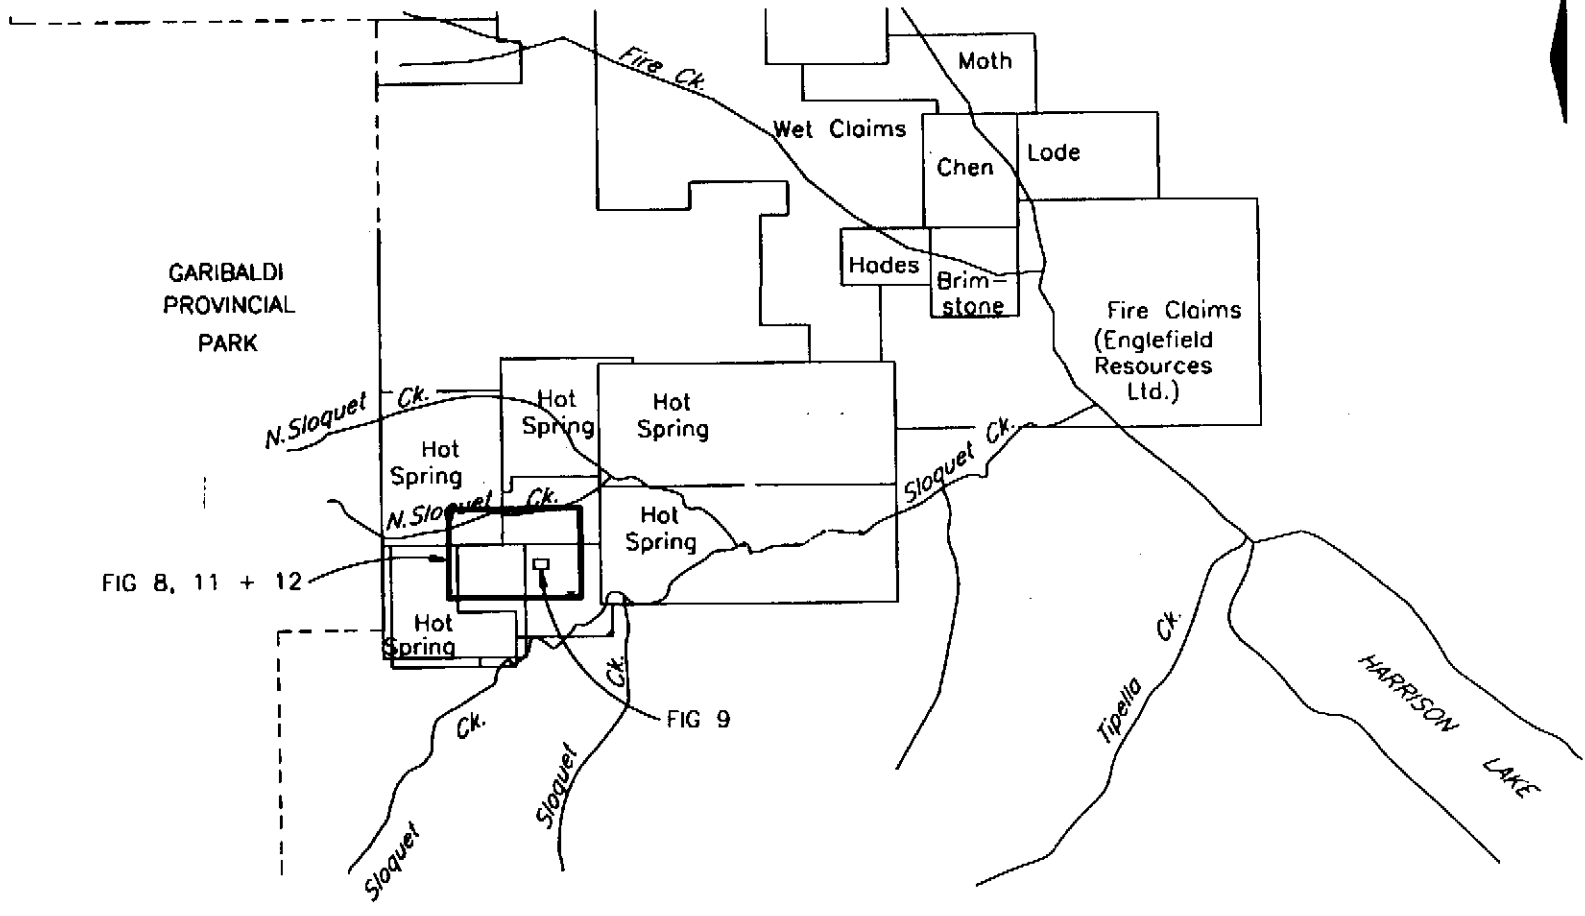 Fire Ck.
Moth
Wet Claims
Chen
Lode
Hades
Brim-
stone
GARIBALDI
PROVINCIAL
PARK
Fire Claims
(Englefield
Resources
Ltd.)
N. Sloquet Ck.
Hot
Spring
Hot
Spring
Hot
Spring
Sloquet Ck.
N. Sloquet Ck.
Hot
Spring
FIG 8, 11 + 12
Hot
Spring
Ck.
FIG 9
Ck.
Sloquet
Sloquet
Tipella Ck.
HARRISON
LAKE